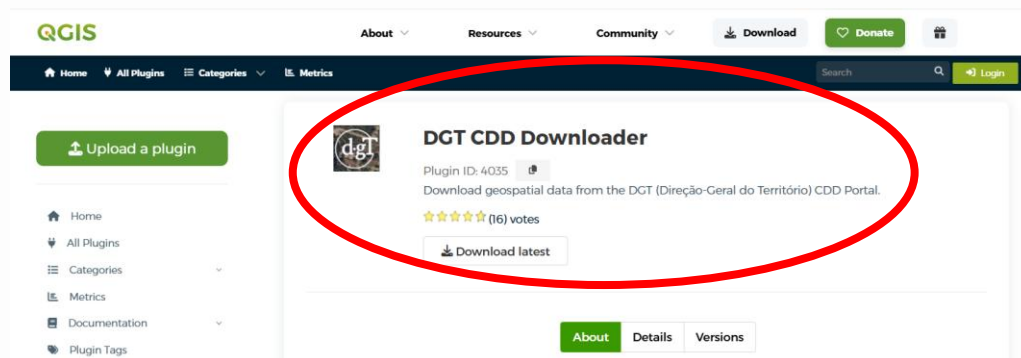 QGIS
About Resources Community Download Donate
Home All Plugins Categories Metrics Search Login
Upload a plugin
Home
All Plugins
Categories
Metrics
Documentation
Plugin Tags
dgT
DGT CDD Downloader
Plugin ID: 4035
Download geospatial data from the DGT (Direção-Geral do Território) CDD Portal.
(16) votes
Download latest
About Details Versions